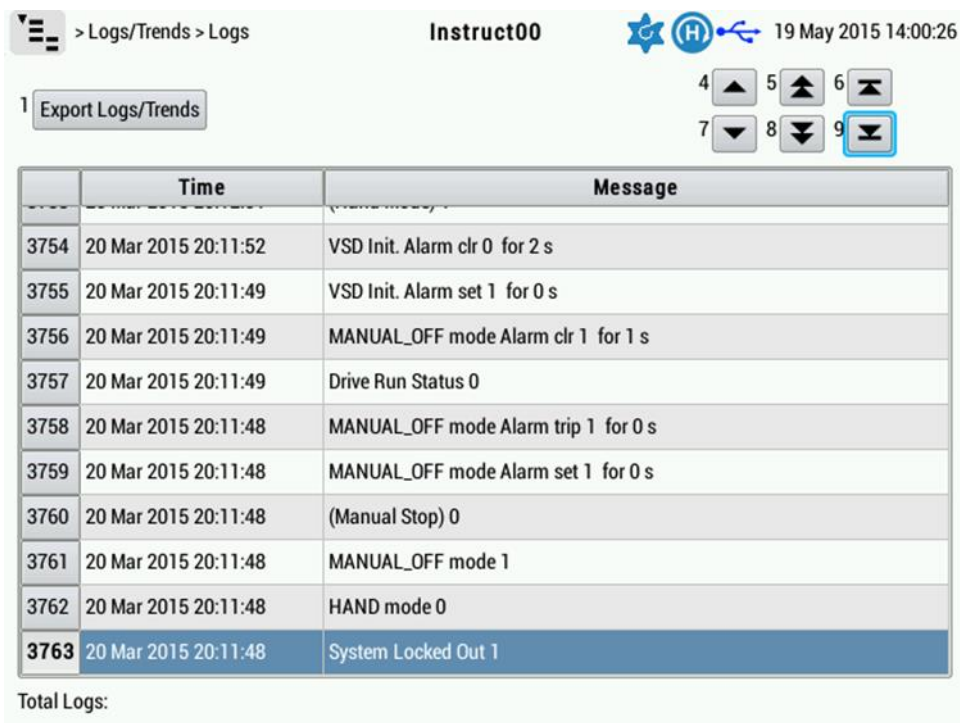 > Logs/Trends > Logs Instruct00 H 19 May 2015 14:00:26
4 5 6
1 Export Logs/Trends
7 8 9
Time Message
3754 20 Mar 2015 20:11:52 VSD Init. Alarm clr 0 for 2 s
3755 20 Mar 2015 20:11:49 VSD Init. Alarm set 1 for 0 s
3756 20 Mar 2015 20:11:49 MANUAL_OFF mode Alarm clr 1 for 1 s
3757 20 Mar 2015 20:11:49 Drive Run Status 0
3758 20 Mar 2015 20:11:48 MANUAL_OFF mode Alarm trip 1 for 0 s
3759 20 Mar 2015 20:11:48 MANUAL_OFF mode Alarm set 1 for 0 s
3760 20 Mar 2015 20:11:48 (Manual Stop) 0
3761 20 Mar 2015 20:11:48 MANUAL_OFF mode 1
3762 20 Mar 2015 20:11:48 HAND mode 0
3763 20 Mar 2015 20:11:48 System Locked Out 1
Total Logs: